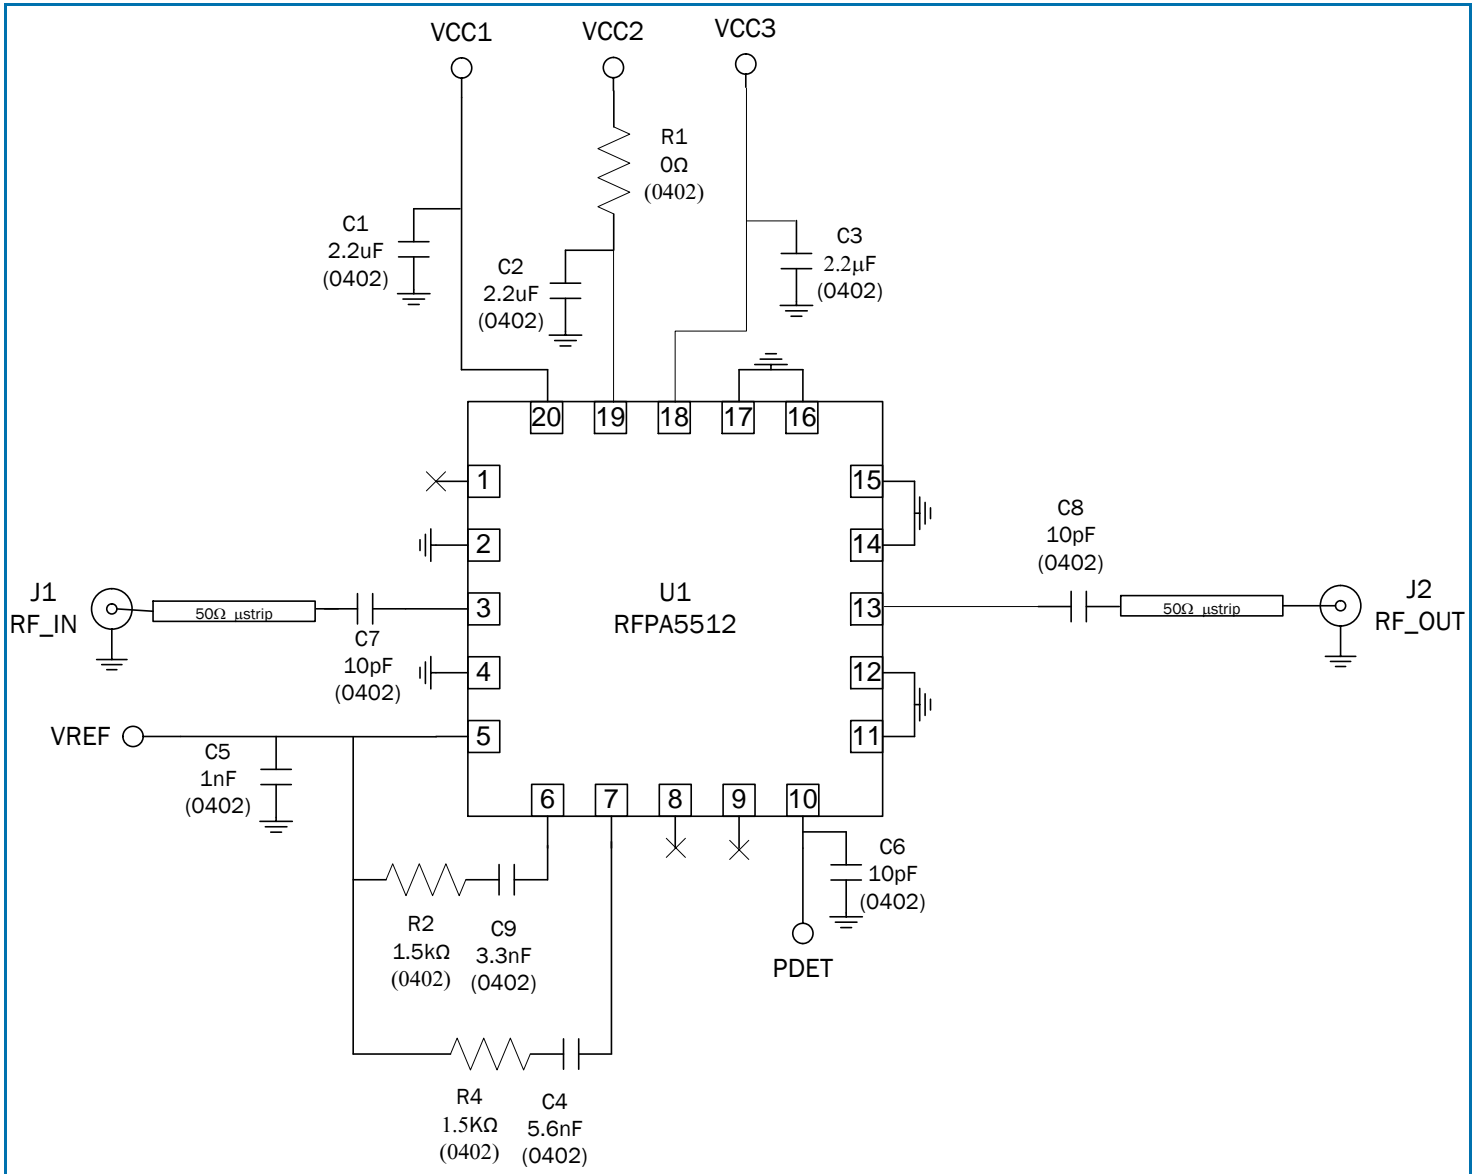 VCC1
VCC2
VCC3
R1
0Ω
(0402)
C1
2.2uF
(0402)
C2
2.2uF
(0402)
C3
2.2μF
(0402)
20
19
18
17
16
1
2
3
4
5
15
14
13
12
11
6
7
8
9
10
U1
RFPA5512
J1
RF_IN
50Ω μstrip
C7
10pF
(0402)
C8
10pF
(0402)
50Ω μstrip
J2
RF_OUT
VREF
C5
1nF
(0402)
C6
10pF
(0402)
PDET
R2
1.5kΩ
(0402)
C9
3.3nF
(0402)
R4
1.5KΩ
(0402)
C4
5.6nF
(0402)